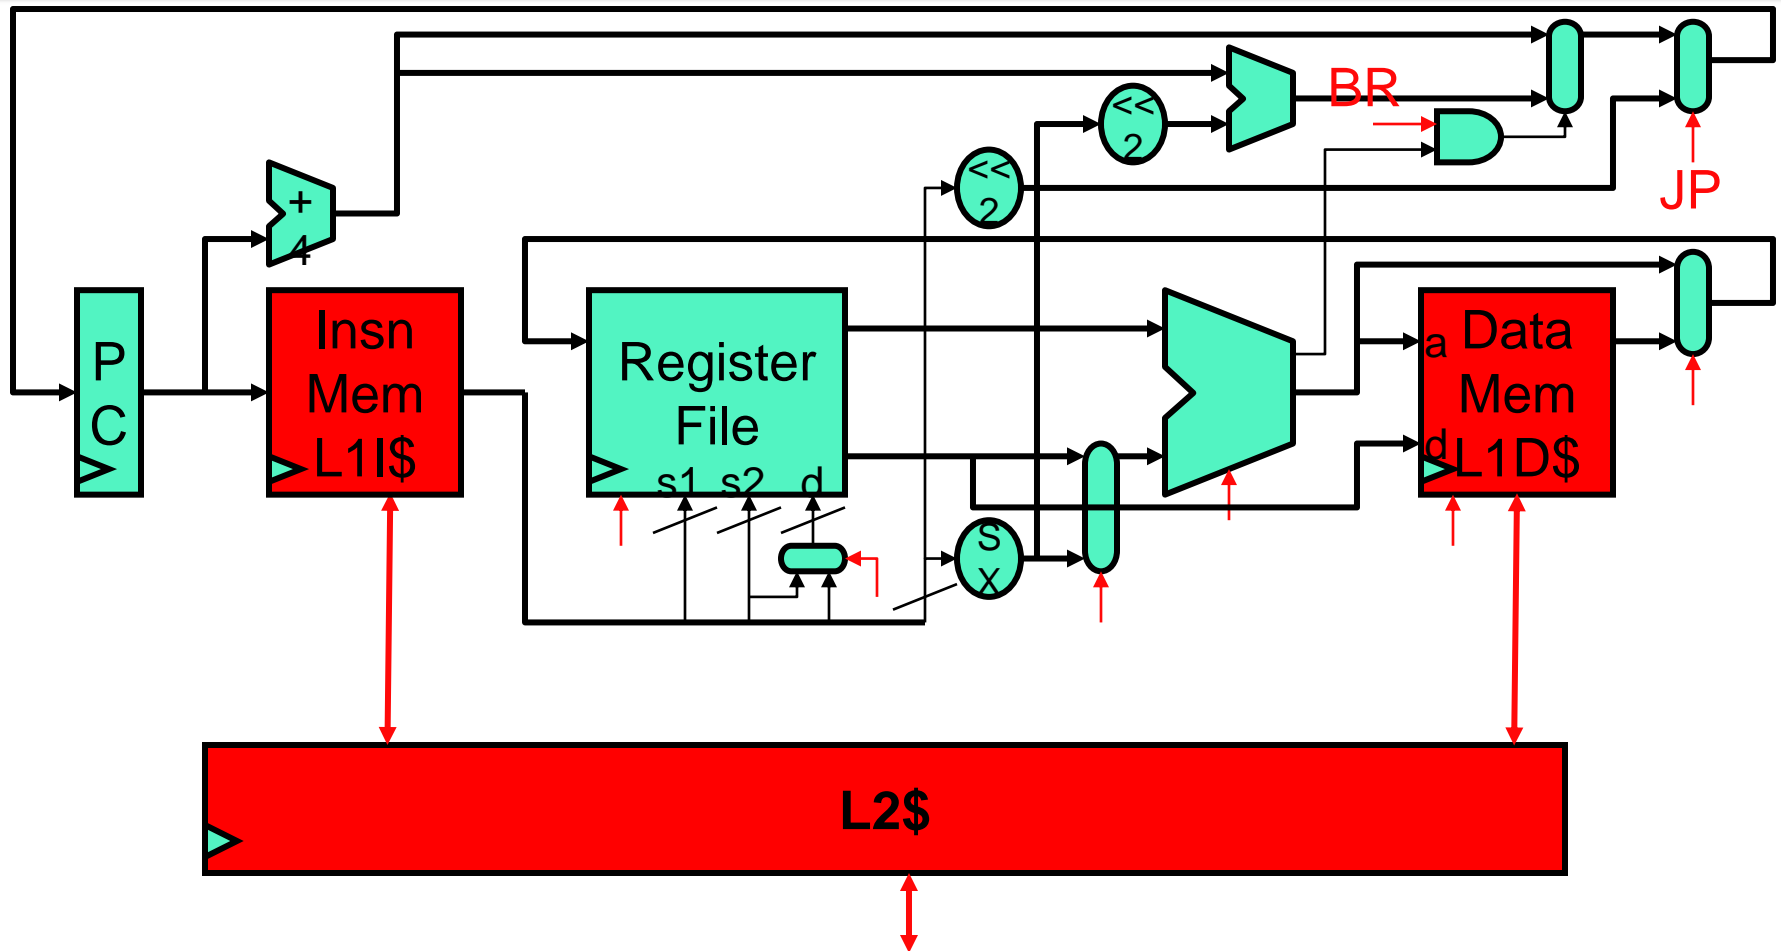 BR
<<
2
<<
2
JP
+
4
P
C
Insn
Mem
L1I$
Register
File
s1 s2 d
a
Data
Mem
d
L1D$
S
X
L2$